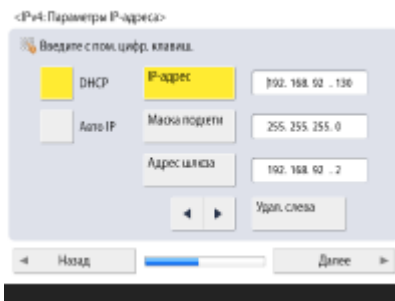 <IPv4: Параметры IP-адреса>
Введите с пом. цифр. клавиш.
DHCP
IP-адрес
192. 168. 92 . 130
Авто IP
Маска подсети
255. 255. 255. 0
Адрес шлюза
192. 168. 92 . 2
Удал. слева
Назад
Далее